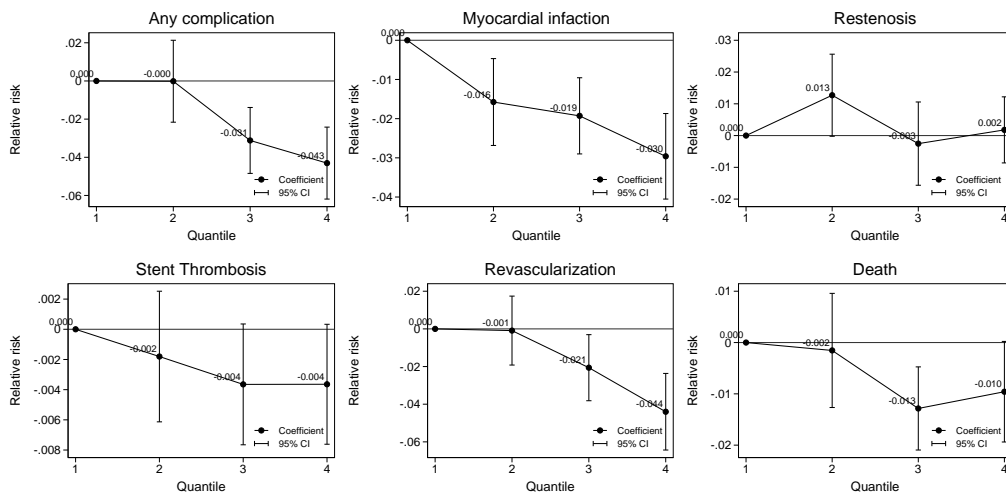 Any complication
Relative risk
.02
0
-.02
-.04
-.06
0.000
-0.000
-0.031
-0.043
Coefficient
95% CI
1
2
3
4
Quantile
Myocardial infaction
Relative risk
0
-.01
-.02
-.03
-.04
0.000
-0.016
-0.019
-0.030
Coefficient
95% CI
1
2
3
4
Quantile
Restenosis
Relative risk
.03
.02
.01
0
-.01
-.02
0.000
0.013
-0.003
0.002
Coefficient
95% CI
1
2
3
4
Quantile
Stent Thrombosis
Relative risk
.002
0
-.002
-.004
-.006
-.008
0.000
-0.002
-0.004
-0.004
Coefficient
95% CI
1
2
3
4
Quantile
Revascularization
Relative risk
.02
0
-.02
-.04
-.06
0.000
-0.001
-0.021
-0.044
Coefficient
95% CI
1
2
3
4
Quantile
Death
Relative risk
.01
0
-.01
-.02
0.000
-0.002
-0.013
-0.010
Coefficient
95% CI
1
2
3
4
Quantile